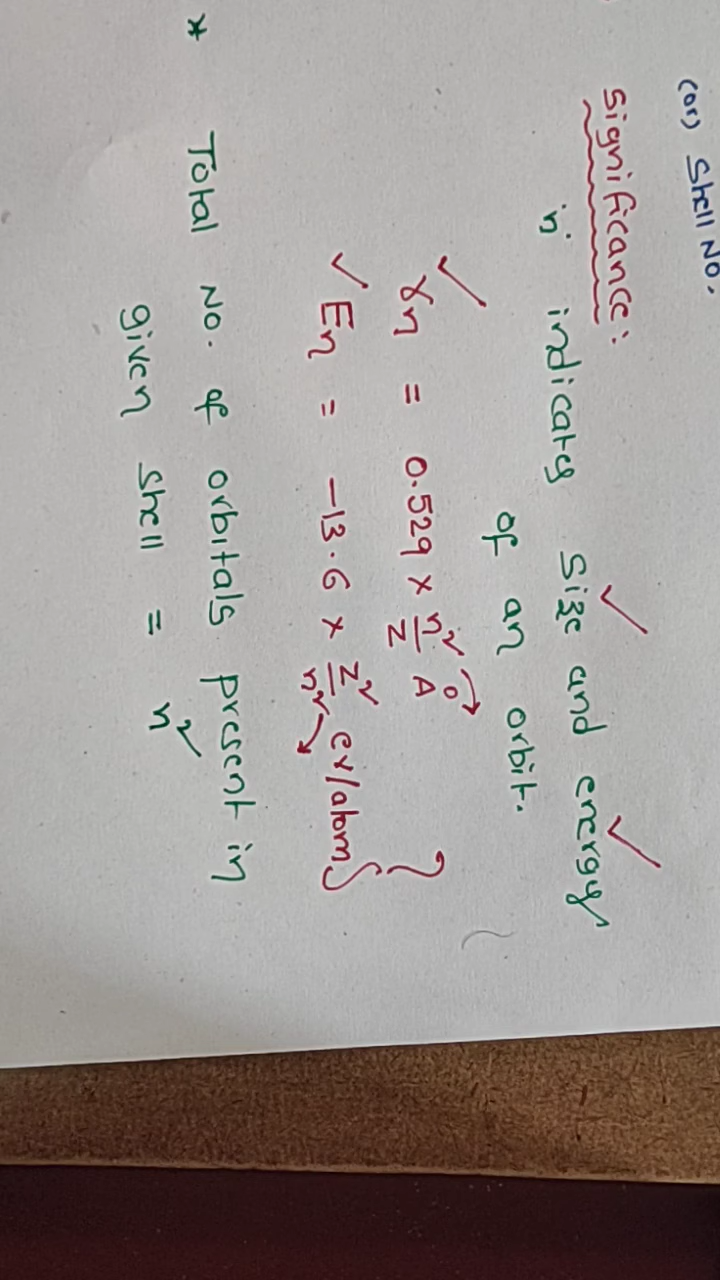 (or) Shell No.
Significance:
'n' indicates size and energy
of an orbit.
rn = 0.529 × n²/Z A°
En = -13.6 × Z²/n² ev/atom}
* Total No. of orbitals present in
given shell = n²